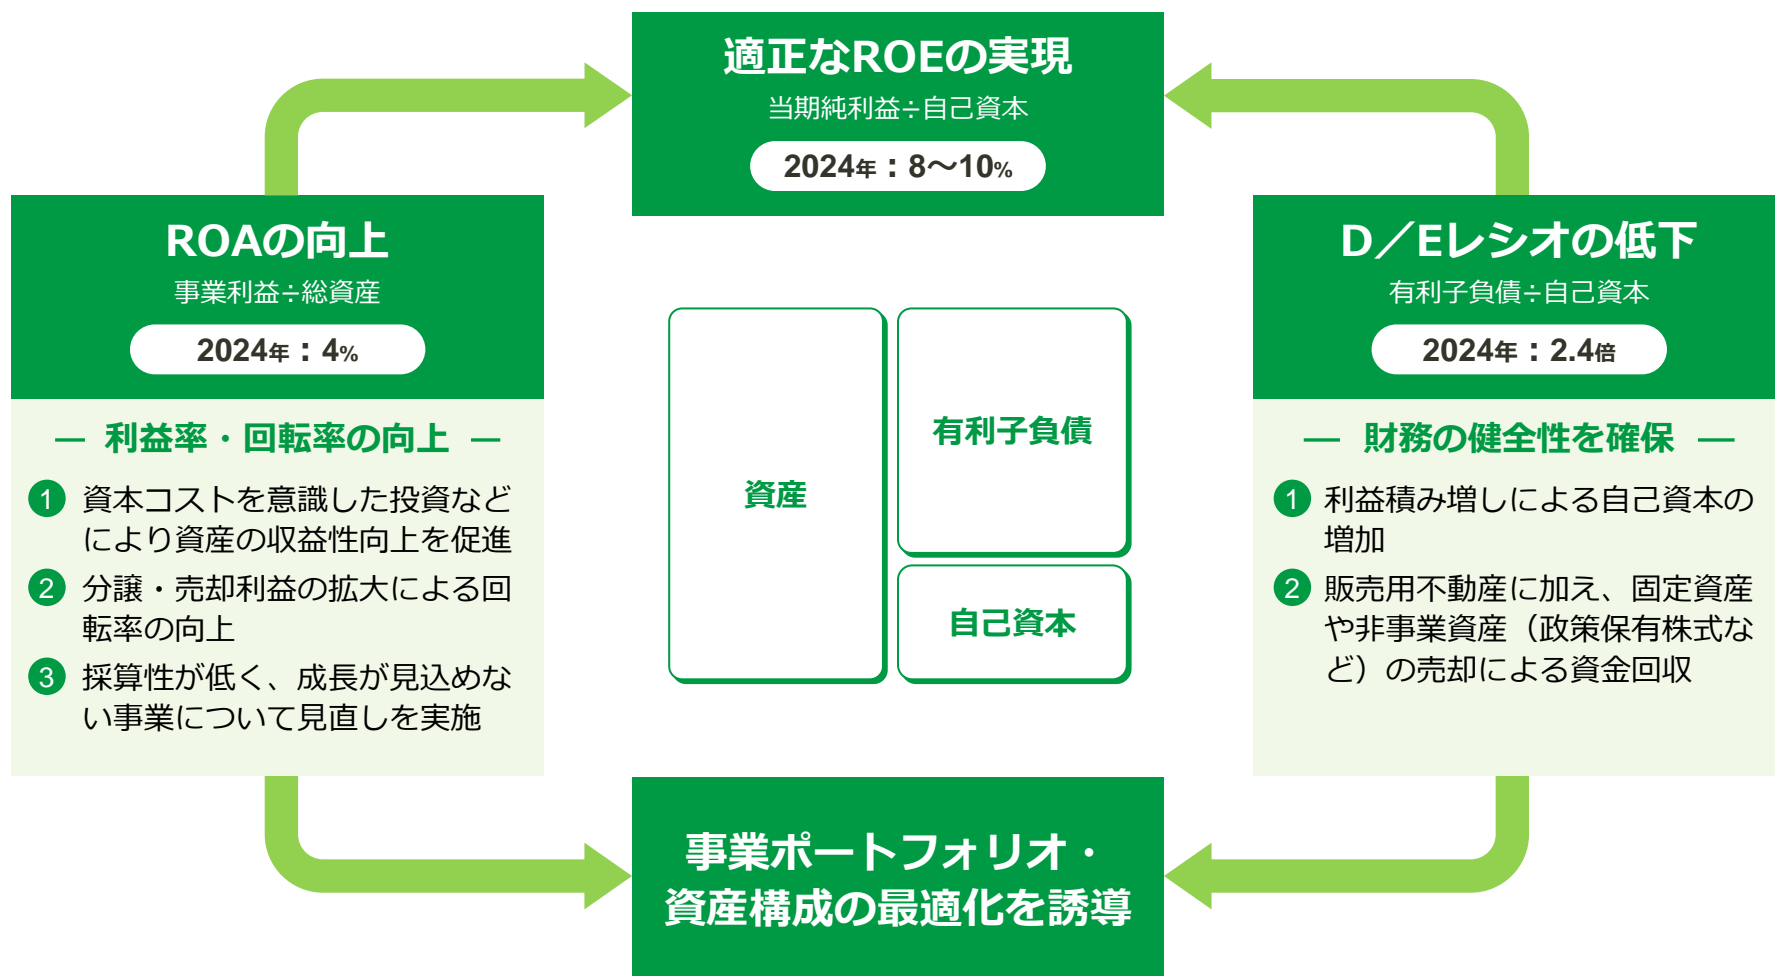 適正なROEの実現
当期純利益÷自己資本
2024年：8～10%
ROAの向上
事業利益÷総資産
2024年：4%
― 利益率・回転率の向上 ―
1 資本コストを意識した投資など
により資産の収益性向上を促進
2 分譲・売却利益の拡大による回
転率の向上
3 採算性が低く、成長が見込めな
い事業について見直しを実施
資産
有利子負債
自己資本
D／Eレシオの低下
有利子負債÷自己資本
2024年：2.4倍
― 財務の健全性を確保 ―
1 利益積み増しによる自己資本の
増加
2 販売用不動産に加え、固定資産
や非事業資産（政策保有株式な
ど）の売却による資金回収
事業ポートフォリオ・
資産構成の最適化を誘導